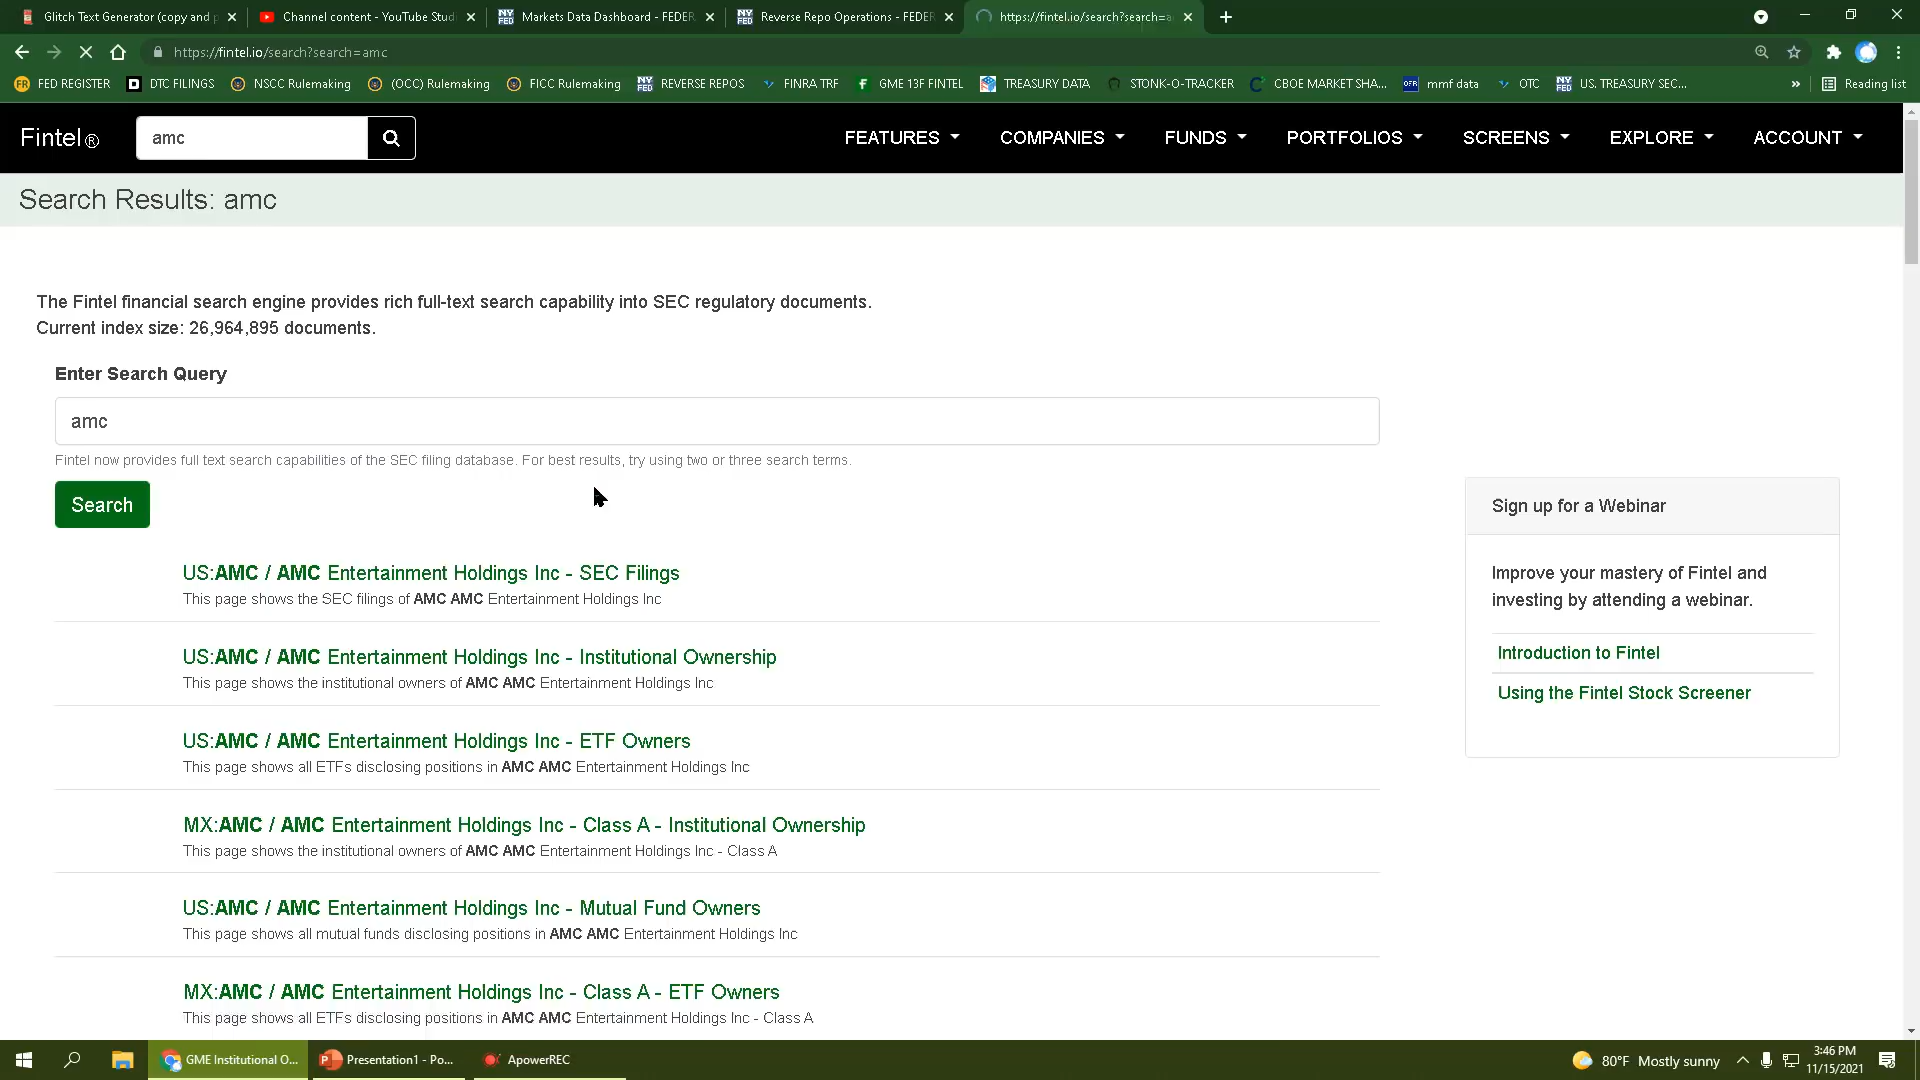 Glitch Text Generator (copy and p
Channel content - YouTube Studi
Markets Data Dashboard - FEDER
Reverse Repo Operations - FEDER
https://fintel.io/search?search=a
https://fintel.io/search?search=amc
FED REGISTER
DTC FILINGS
NSCC Rulemaking
(OCC) Rulemaking
FICC Rulemaking
REVERSE REPOS
FINRA TRF
GME 13F FINTEL
TREASURY DATA
STONK-O-TRACKER
CBOE MARKET SHA...
mmf data
OTC
US. TREASURY SEC...
»
Reading list
Fintel®
amc
FEATURES
COMPANIES
FUNDS
PORTFOLIOS
SCREENS
EXPLORE
ACCOUNT
Search Results: amc
The Fintel financial search engine provides rich full-text search capability into SEC regulatory documents.
Current index size: 26,964,895 documents.
Enter Search Query
amc
Fintel now provides full text search capabilities of the SEC filing database. For best results, try using two or three search terms.
Search
US:AMC / AMC Entertainment Holdings Inc - SEC Filings
This page shows the SEC filings of AMC AMC Entertainment Holdings Inc
US:AMC / AMC Entertainment Holdings Inc - Institutional Ownership
This page shows the institutional owners of AMC AMC Entertainment Holdings Inc
US:AMC / AMC Entertainment Holdings Inc - ETF Owners
This page shows all ETFs disclosing positions in AMC AMC Entertainment Holdings Inc
MX:AMC / AMC Entertainment Holdings Inc - Class A - Institutional Ownership
This page shows the institutional owners of AMC AMC Entertainment Holdings Inc - Class A
US:AMC / AMC Entertainment Holdings Inc - Mutual Fund Owners
This page shows all mutual funds disclosing positions in AMC AMC Entertainment Holdings Inc
MX:AMC / AMC Entertainment Holdings Inc - Class A - ETF Owners
This page shows all ETFs disclosing positions in AMC AMC Entertainment Holdings Inc - Class A
Sign up for a Webinar
Improve your mastery of Fintel and
investing by attending a webinar.
Introduction to Fintel
Using the Fintel Stock Screener
GME Institutional O...
Presentation1 - Po...
ApowerREC
80°F Mostly sunny
3:46 PM
11/15/2021